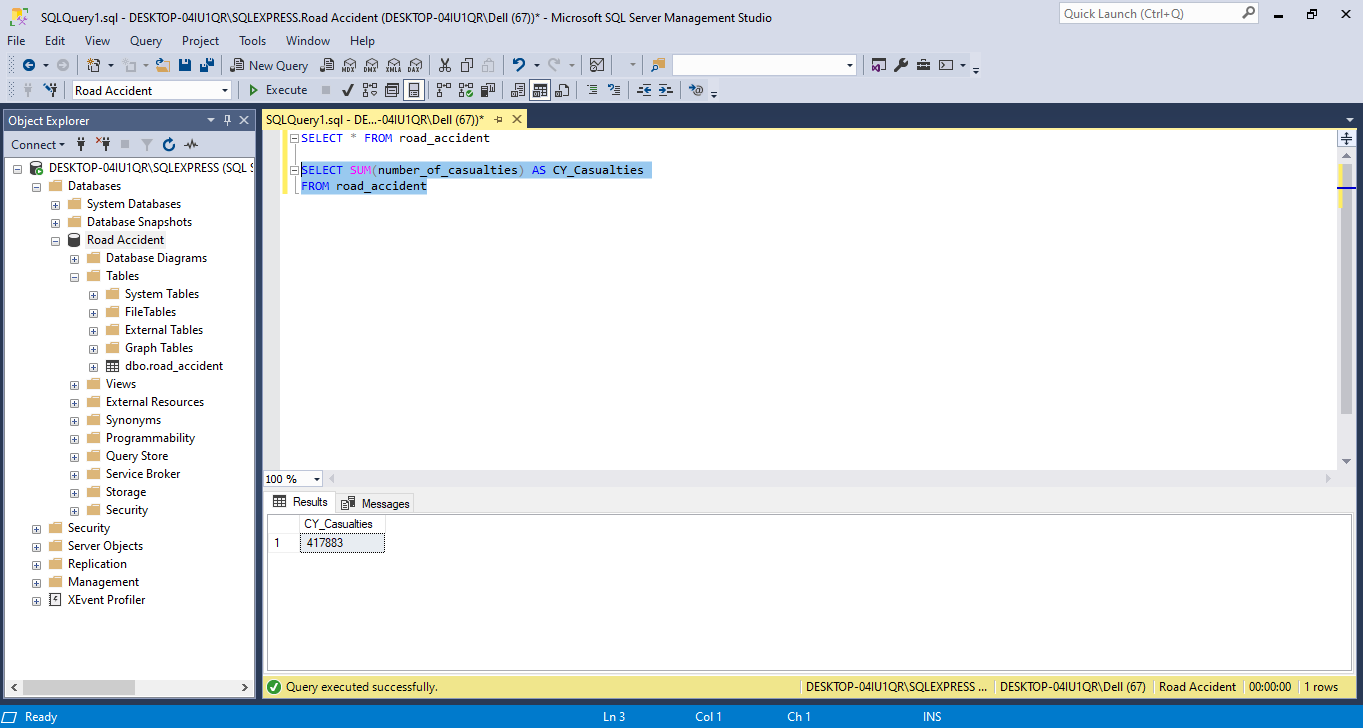 SQLQuery1.sql - DESKTOP-04IU1QR\SQLEXPRESS.Road Accident (DESKTOP-04IU1QR\Dell (67))* - Microsoft SQL Server Management Studio
Quick Launch (Ctrl+Q)
File Edit View Query Project Tools Window Help
New Query MDX DMX XMLA DAX
Road Accident Execute
Object Explorer
SQLQuery1.sql - DE...-04IU1QR\Dell (67))*
Connect
DESKTOP-04IU1QR\SQLEXPRESS (SQL S
Databases
System Databases
Database Snapshots
Road Accident
Database Diagrams
Tables
System Tables
FileTables
External Tables
Graph Tables
dbo.road_accident
Views
External Resources
Synonyms
Programmability
Query Store
Service Broker
Storage
Security
Security
Server Objects
Replication
Management
XEvent Profiler
SELECT * FROM road_accident
SELECT SUM(number_of_casualties) AS CY_Casualties
FROM road_accident
100 %
Results Messages
CY_Casualties
1 417883
Query executed successfully. DESKTOP-04IU1QR\SQLEXPRESS ... DESKTOP-04IU1QR\Dell (67) Road Accident 00:00:00 1 rows
Ready Ln 3 Col 1 Ch 1 INS